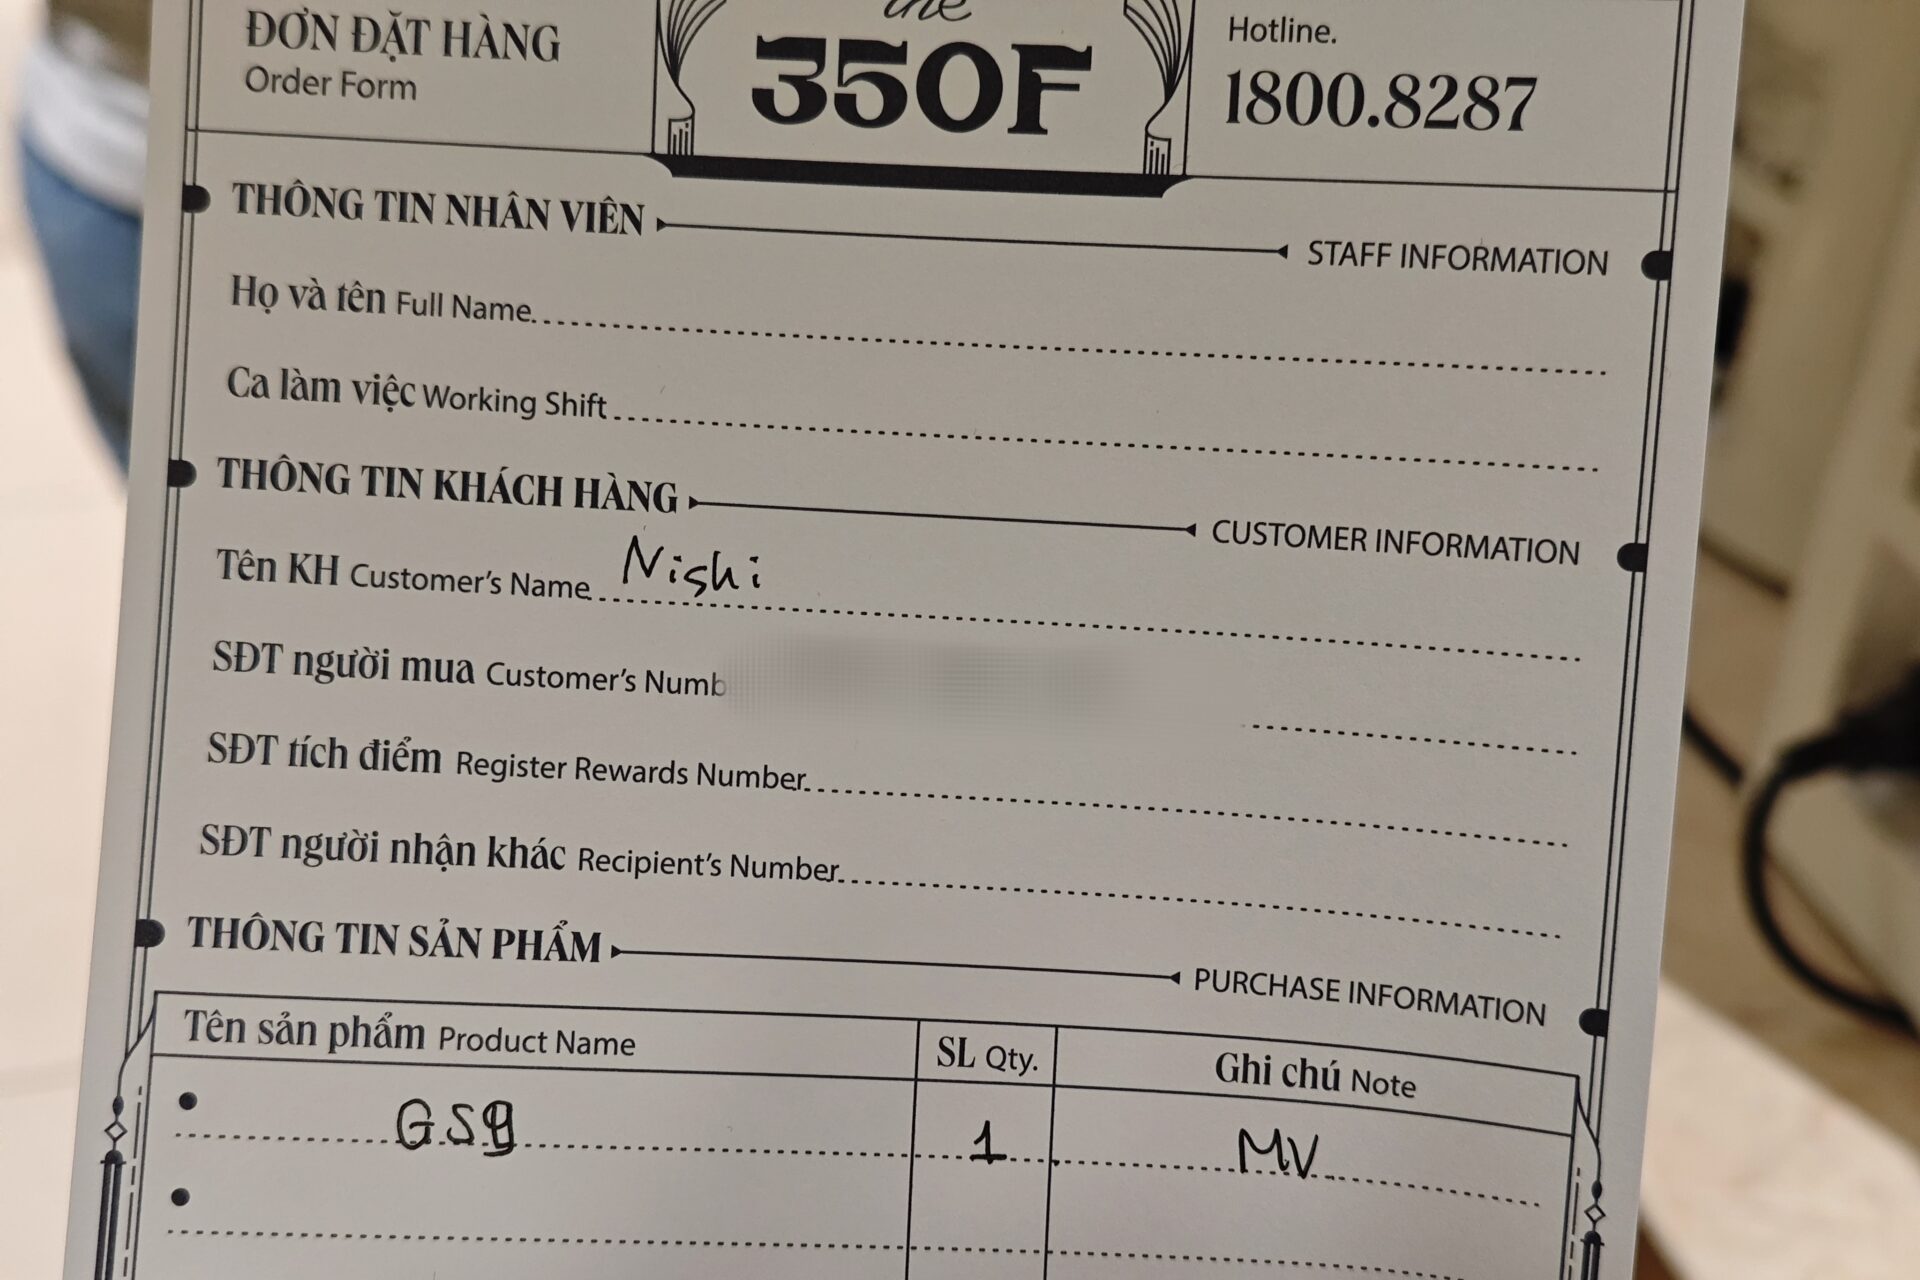 the
ĐƠN ĐẶT HÀNG
Order Form
350F
Hotline.
1800.8287
THÔNG TIN NHÂN VIÊN STAFF INFORMATION
Họ và tên Full Name
Ca làm việc Working Shift
THÔNG TIN KHÁCH HÀNG CUSTOMER INFORMATION
Tên KH Customer's Name Nishi
SĐT người mua Customer's Numb
SĐT tích điểm Register Rewards Number
SĐT người nhận khác Recipient's Number
THÔNG TIN SẢN PHẨM PURCHASE INFORMATION
Tên sản phẩm Product Name SL Qty. Ghi chú Note
1 MV